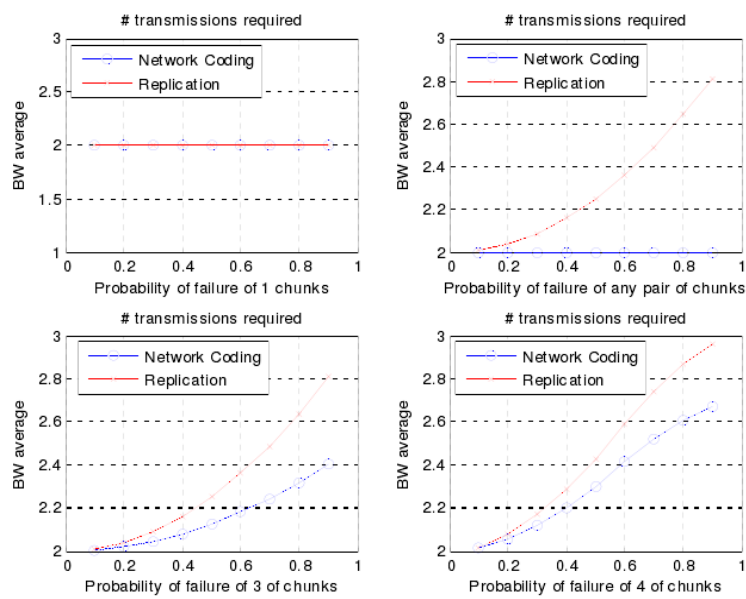 # transmissions required
3
2.5
2
1.5
1
BW average
Network Coding
Replication
0 0.2 0.4 0.6 0.8 1
Probability of failure of 1 chunks
# transmissions required
3
2.8
2.6
2.4
2.2
2
BW average
Network Coding
Replication
0 0.2 0.4 0.6 0.8 1
Probability of failure of any pair of chunks
# transmissions required
3
2.8
2.6
2.4
2.2
2
BW average
Network Coding
Replication
0 0.2 0.4 0.6 0.8 1
Probability of failure of 3 of chunks
# transmissions required
3
2.8
2.6
2.4
2.2
2
BW average
Network Coding
Replication
0 0.2 0.4 0.6 0.8 1
Probability of failure of 4 of chunks